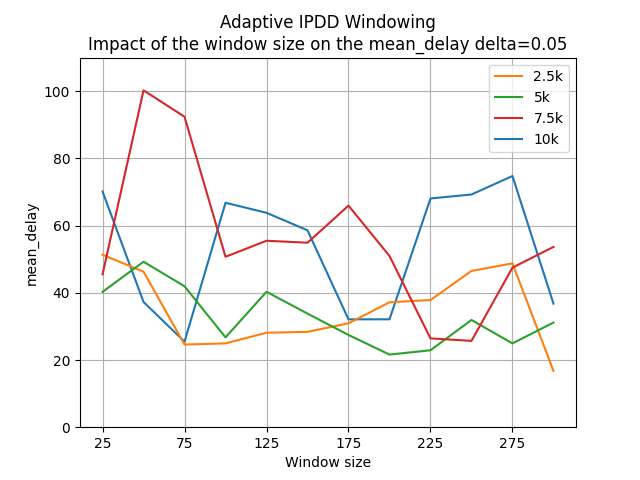 Adaptive IPDD Windowing
Impact of the window size on the mean_delay delta=0.05
2.5k
5k
7.5k
10k
mean_delay
100
80
60
40
20
0
25 75 125 175 225 275
Window size